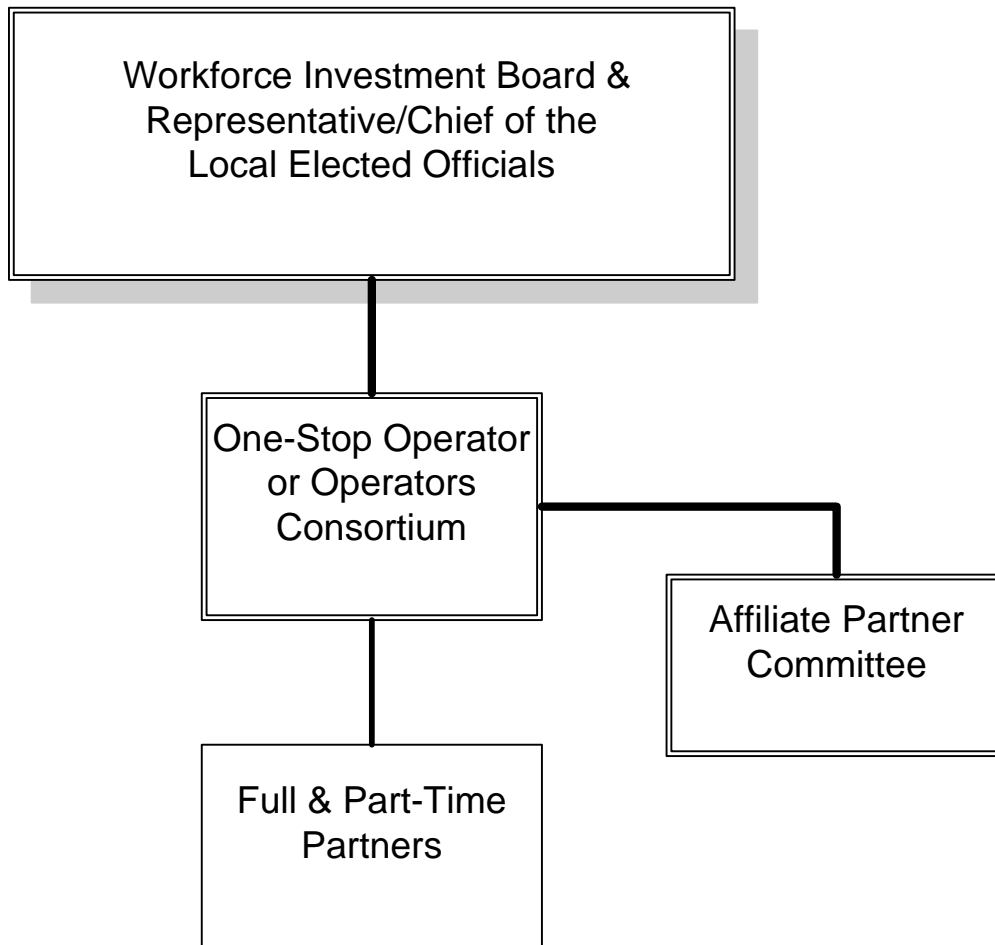 Workforce Investment Board &
Representative/Chief of the
Local Elected Officials
One-Stop Operator
or Operators
Consortium
Affiliate Partner
Committee
Full & Part-Time
Partners